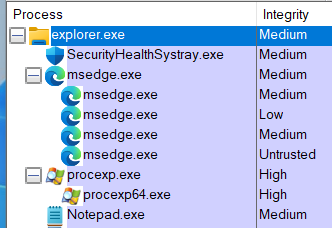 Process Integrity
explorer.exe Medium
SecurityHealthSystray.exe Medium
msedge.exe Medium
msedge.exe Medium
msedge.exe Low
msedge.exe Medium
msedge.exe Untrusted
procexp.exe High
procexp64.exe High
Notepad.exe Medium